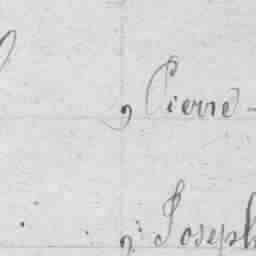 , Pierre -
, Joseph